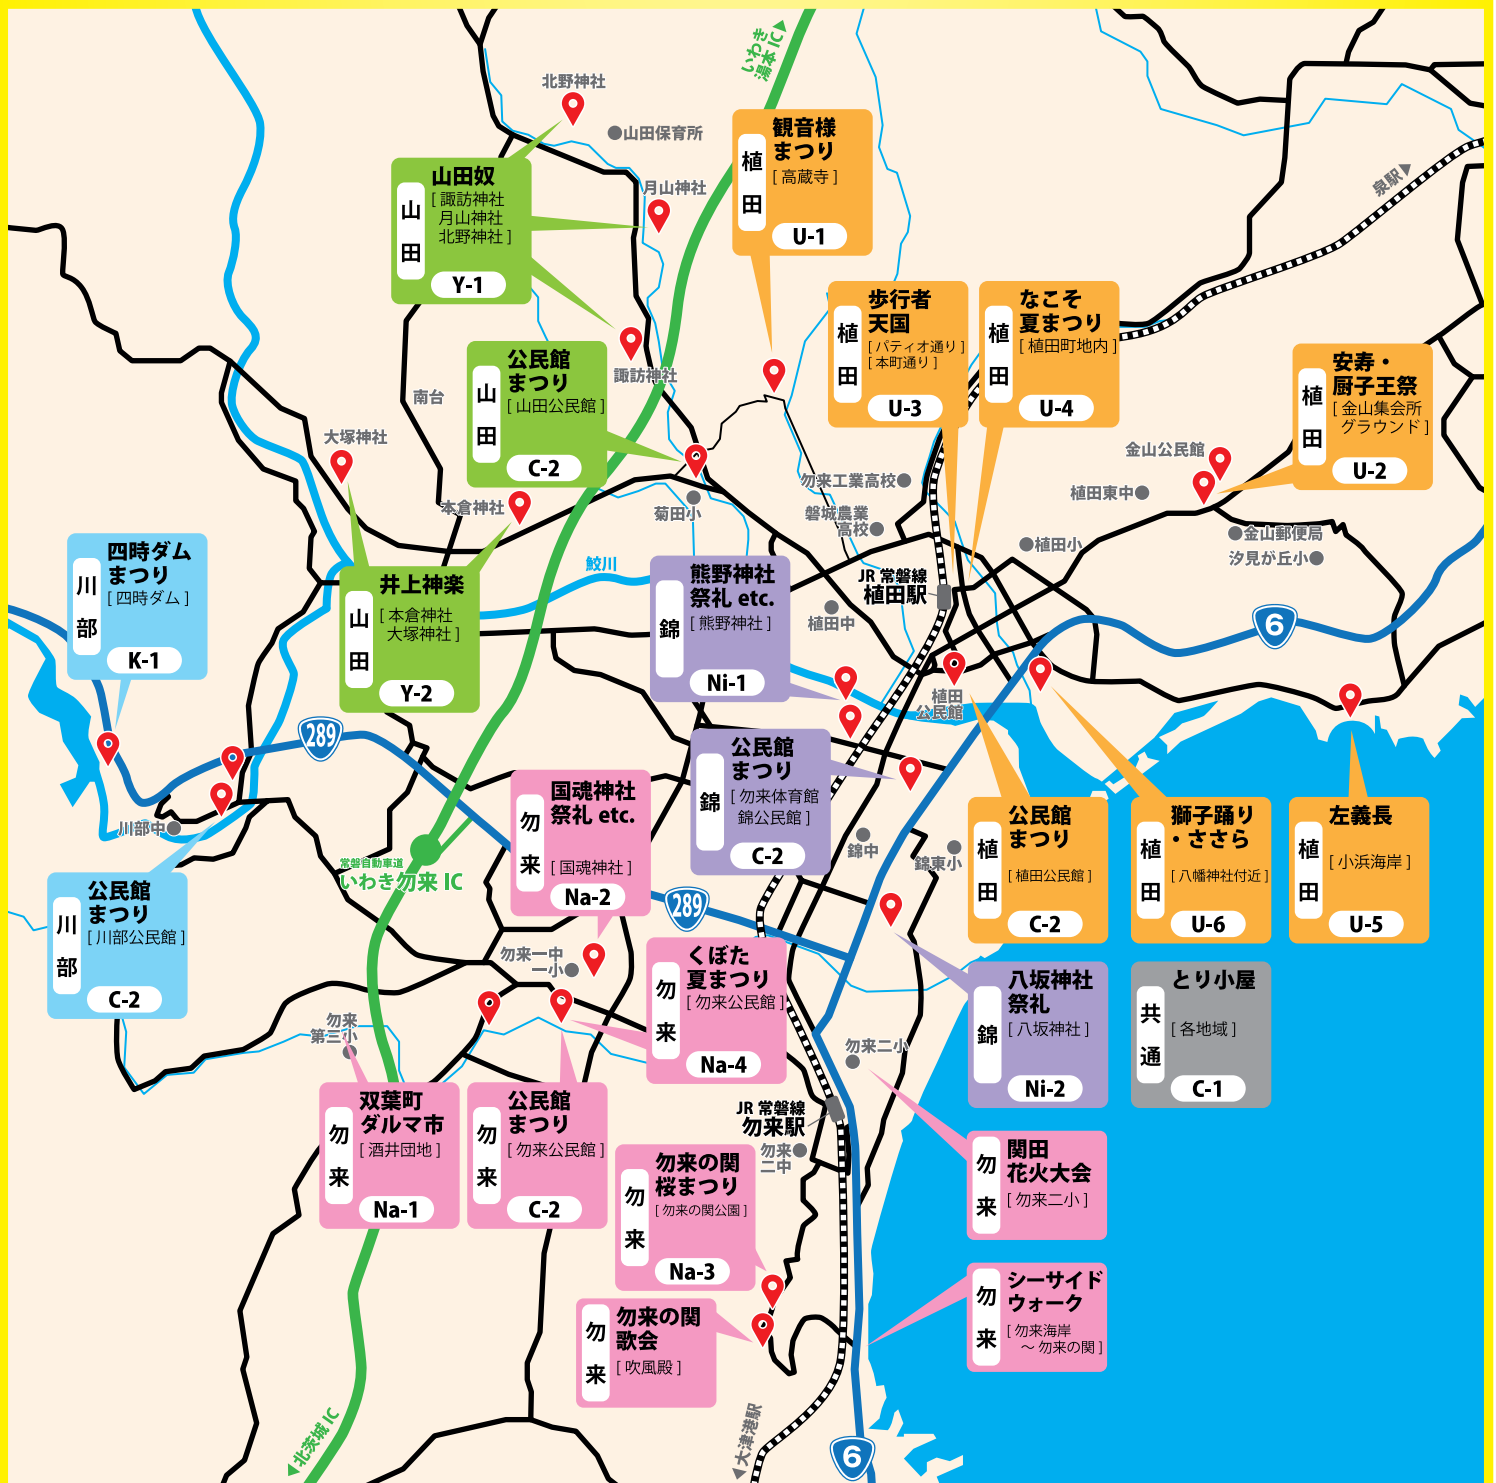 いわき
湯本IC▲
北野神社
山田保育所
月山神社
泉駅▲
山田
山田奴
[ 諏訪神社
月山神社
北野神社 ]
Y-1
植田
観音様
まつり
[ 高蔵寺 ]
U-1
植田
歩行者
天国
[ パティオ通り ]
[ 本町通り ]
U-3
植田
なこそ
夏まつり
[ 植田町地内 ]
U-4
植田
安寿・
厨子王祭
[ 金山集会所
グラウンド ]
U-2
諏訪神社
山田
公民館
まつり
[ 山田公民館 ]
C-2
南台
大塚神社
本倉神社
菊田小
勿来工業高校
磐城農業
高校
植田東中
金山公民館
金山郵便局
汐見が丘小
植田小
川部
四時ダム
まつり
[ 四時ダム ]
K-1
山田
井上神楽
[ 本倉神社
大塚神社 ]
Y-2
鮫川
錦
熊野神社
祭礼 etc.
[ 熊野神社 ]
Ni-1
JR 常磐線
植田駅
植田中
6
植田
公民館
289
錦
公民館
まつり
[ 勿来体育館
錦公民館 ]
C-2
勿来
国魂神社
祭礼 etc.
[ 国魂神社 ]
Na-2
川部中
常磐自動車道
いわき勿来 IC
錦中
錦東小
植田
公民館
まつり
[ 植田公民館 ]
C-2
植田
獅子踊り
・ささら
[ 八幡神社付近 ]
U-6
植田
左義長
[ 小浜海岸 ]
U-5
川部
公民館
まつり
[ 川部公民館 ]
C-2
289
勿来一中
一小
勿来
くぼた
夏まつり
[ 勿来公民館 ]
Na-4
錦
八坂神社
祭礼
[ 八坂神社 ]
Ni-2
共通
とり小屋
[ 各地域 ]
C-1
勿来
第三小
勿来二小
勿来
双葉町
ダルマ市
[ 酒井団地 ]
Na-1
勿来
公民館
まつり
[ 勿来公民館 ]
C-2
JR 常磐線
勿来駅
勿来
二中
勿来
関田
花火大会
[ 勿来二小 ]
勿来
勿来の関
桜まつり
[ 勿来の関公園 ]
Na-3
勿来
シーサイド
ウォーク
[ 勿来海岸
〜 勿来の関 ]
勿来
勿来の関
歌会
[ 吹風殿 ]
▲北茨城 IC
▲大津港駅
6